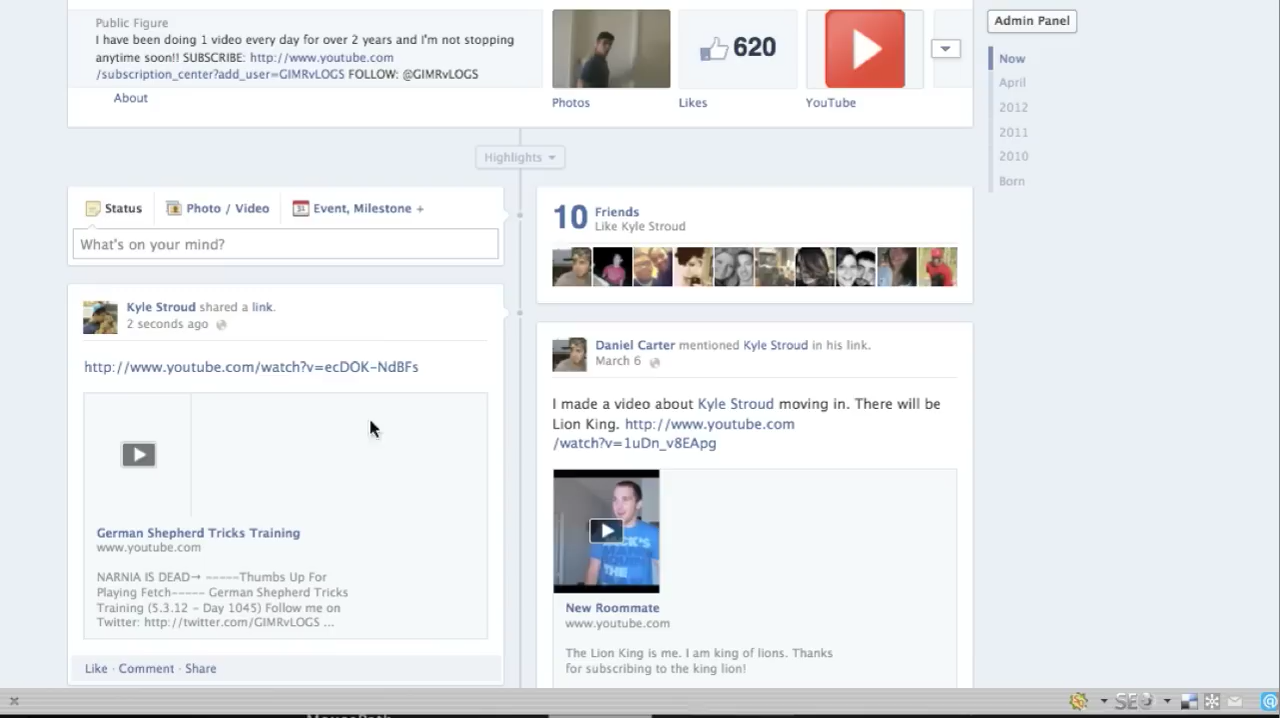 Public Figure
I have been doing 1 video every day for over 2 years and I'm not stopping
anytime soon!! SUBSCRIBE: http://www.youtube.com
/subscription_center?add_user=GIMRvLOGS FOLLOW: @GIMRvLOGS
About
620
Photos
Likes
YouTube
Admin Panel
Now
April
2012
2011
2010
Born
Highlights
Status
Photo / Video
31
Event, Milestone +
What's on your mind?
Kyle Stroud shared a link.
2 seconds ago
http://www.youtube.com/watch?v=ecDOK-NdBFs
German Shepherd Tricks Training
www.youtube.com
NARNIA IS DEAD→ -----Thumbs Up For
Playing Fetch----- German Shepherd Tricks
Training (5.3.12 - Day 1045) Follow me on
Twitter: http://twitter.com/GIMRvLOGS ...
Like · Comment · Share
10 Friends
Like Kyle Stroud
Daniel Carter mentioned Kyle Stroud in his link.
March 6
I made a video about Kyle Stroud moving in. There will be
Lion King. http://www.youtube.com
/watch?v=1uDn_v8EApg
New Roommate
www.youtube.com
The Lion King is me. I am king of lions. Thanks
for subscribing to the king lion!
SE